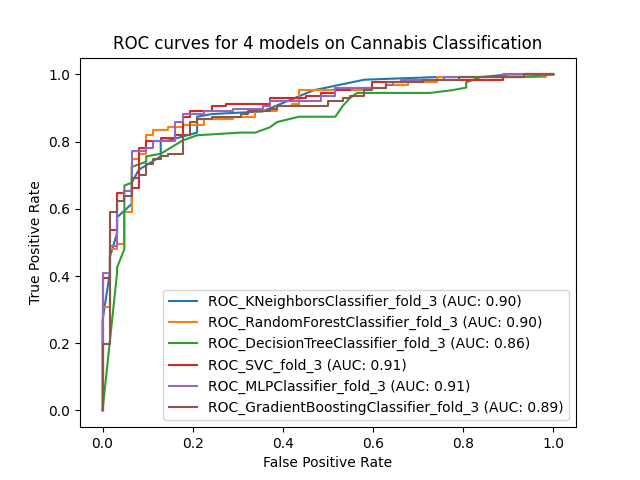 ROC curves for 4 models on Cannabis Classification
True Positive Rate
1.0
0.8
0.6
0.4
0.2
0.0
ROC_KNeighborsClassifier_fold_3 (AUC: 0.90)
ROC_RandomForestClassifier_fold_3 (AUC: 0.90)
ROC_DecisionTreeClassifier_fold_3 (AUC: 0.86)
ROC_SVC_fold_3 (AUC: 0.91)
ROC_MLPClassifier_fold_3 (AUC: 0.91)
ROC_GradientBoostingClassifier_fold_3 (AUC: 0.89)
0.0 0.2 0.4 0.6 0.8 1.0
False Positive Rate